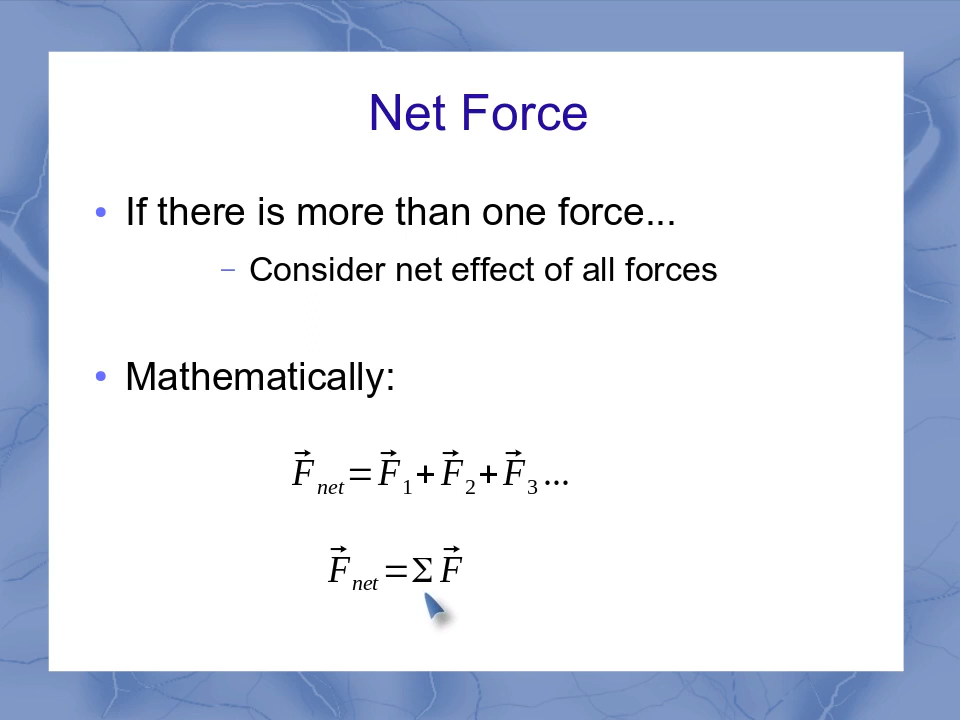 Net Force
• If there is more than one force...
– Consider net effect of all forces
• Mathematically:
F⃗ net = F⃗ 1 + F⃗ 2 + F⃗ 3 ...
F⃗ net = Σ F⃗